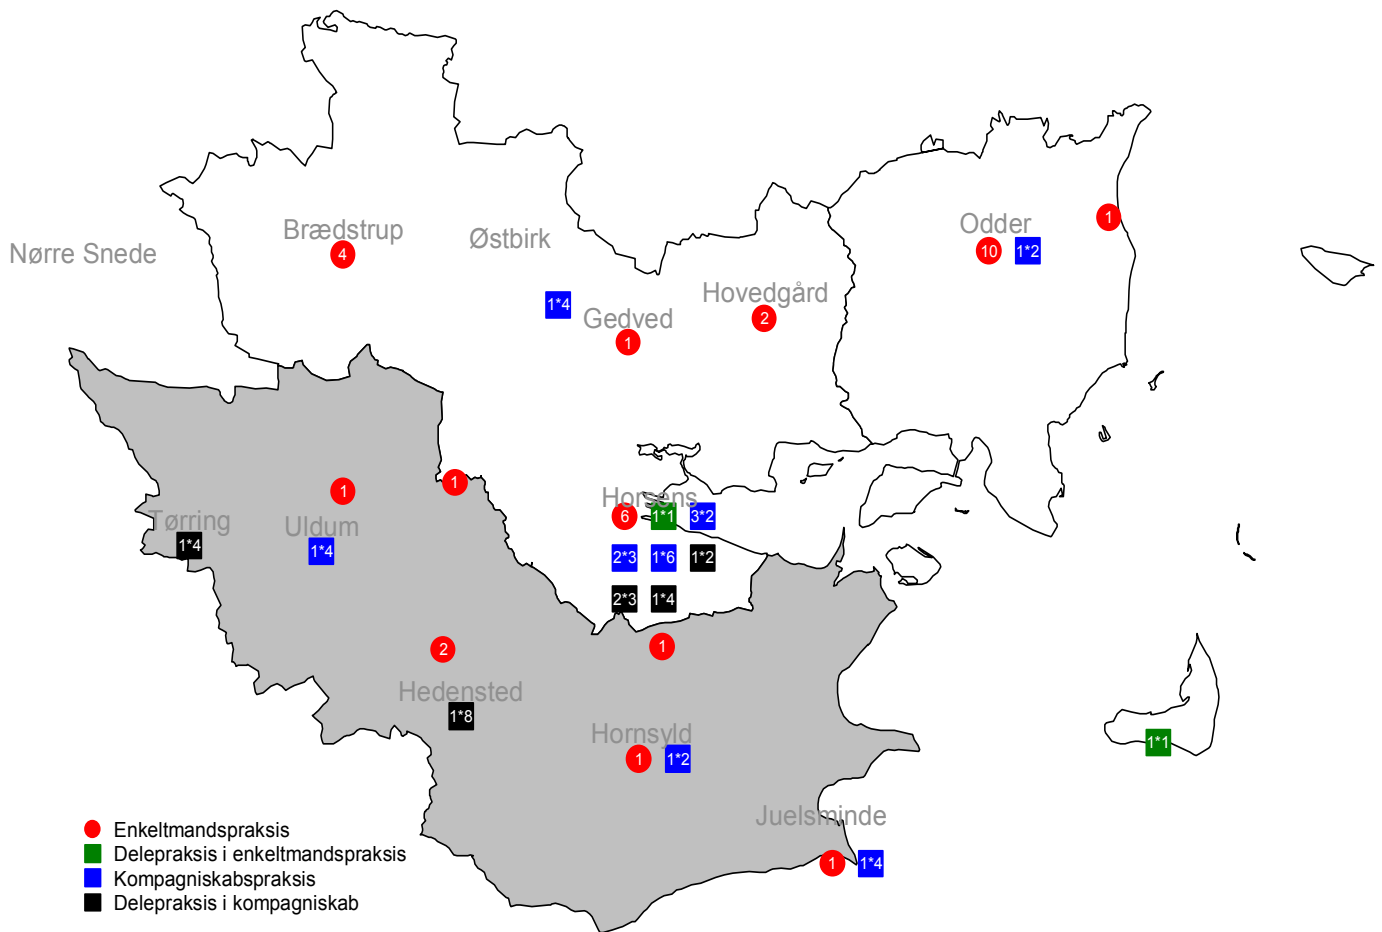 Brædstrup
4
Nørre Snede
Østbirk
1*4
Gedved
1
Hovedgård
2
Odder
10
1*2
1
1
1
Tørring
1*4
Uldum
1*4
Horsens
6
1*1
3*2
2*3
1*6
1*2
2*3
1*4
2
1
Hedensted
1*8
Hornsyld
1
1*2
1*1
Juelsminde
1
1*4
Enkeltmandspraksis
Delepraksis i enkeltmandspraksis
Kompagniskabspraksis
Delepraksis i kompagniskab